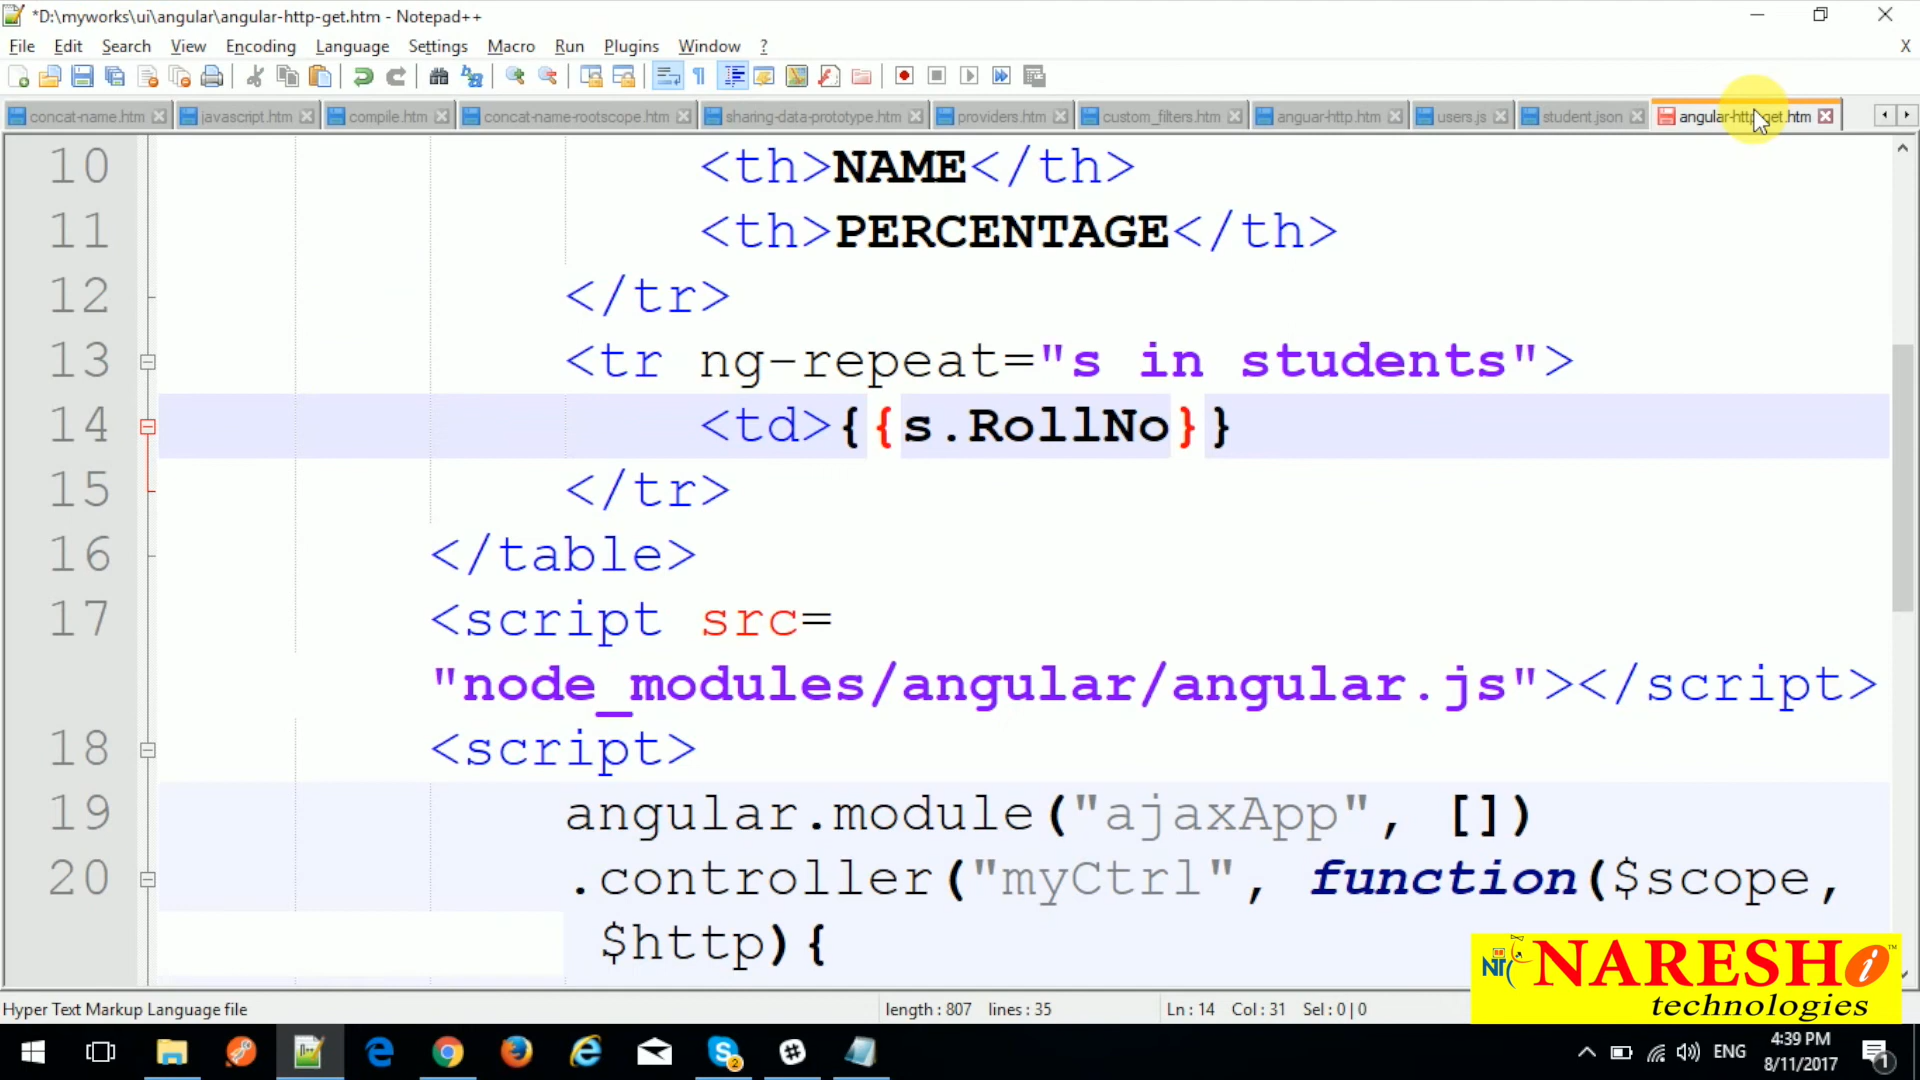 *D:\myworks\ui\angular\angular-http-get.htm - Notepad++
File Edit Search View Encoding Language Settings Macro Run Plugins Window ? X
concat-name.htm javascript.htm compile.htm concat-name-rootscope.htm sharing-data-prototype.htm providers.htm custom_filters.htm anguar-http.htm users.js student.json angular-http-get.htm
10 <th>NAME</th>
11 <th>PERCENTAGE</th>
12 </tr>
13 <tr ng-repeat="s in students">
14 <td>{{s.RollNo}}
15 </tr>
16 </table>
17 <script src=
"node_modules/angular/angular.js"></script>
18 <script>
19 angular.module("ajaxApp", [])
20 .controller("myCtrl", function($scope,
$http){
NARESH i
technologies
Hyper Text Markup Language file length : 807 lines : 35 Ln : 14 Col : 31 Sel : 0 | 0
ENG 4:39 PM
8/11/2017